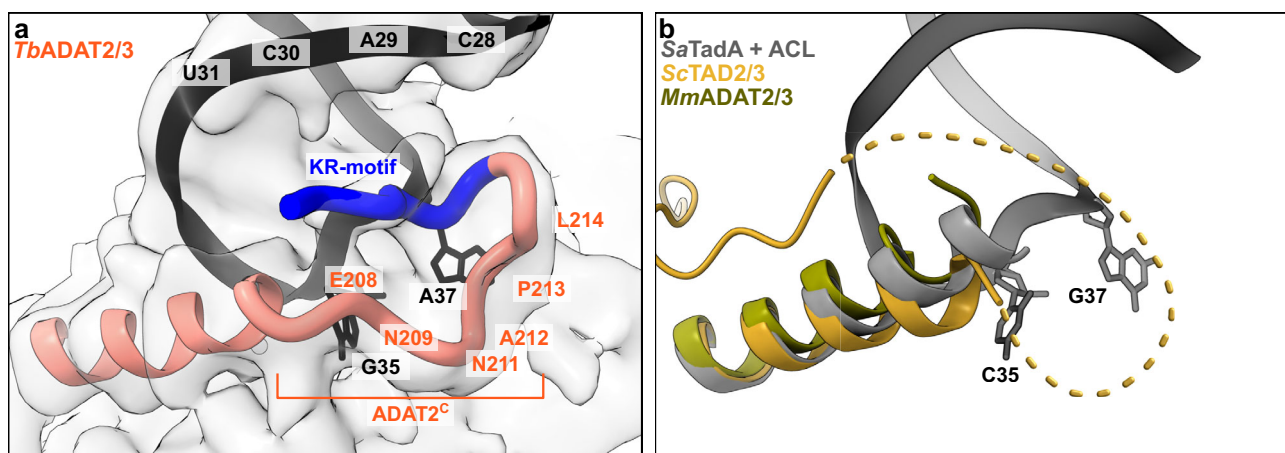 a
TbADAT2/3
U31
C30
A29
C28
KR-motif
L214
E208
A37
P213
N209
A212
G35
N211
ADAT2ᶜ
b
SaTadA + ACL
ScTAD2/3
MmADAT2/3
G37
C35